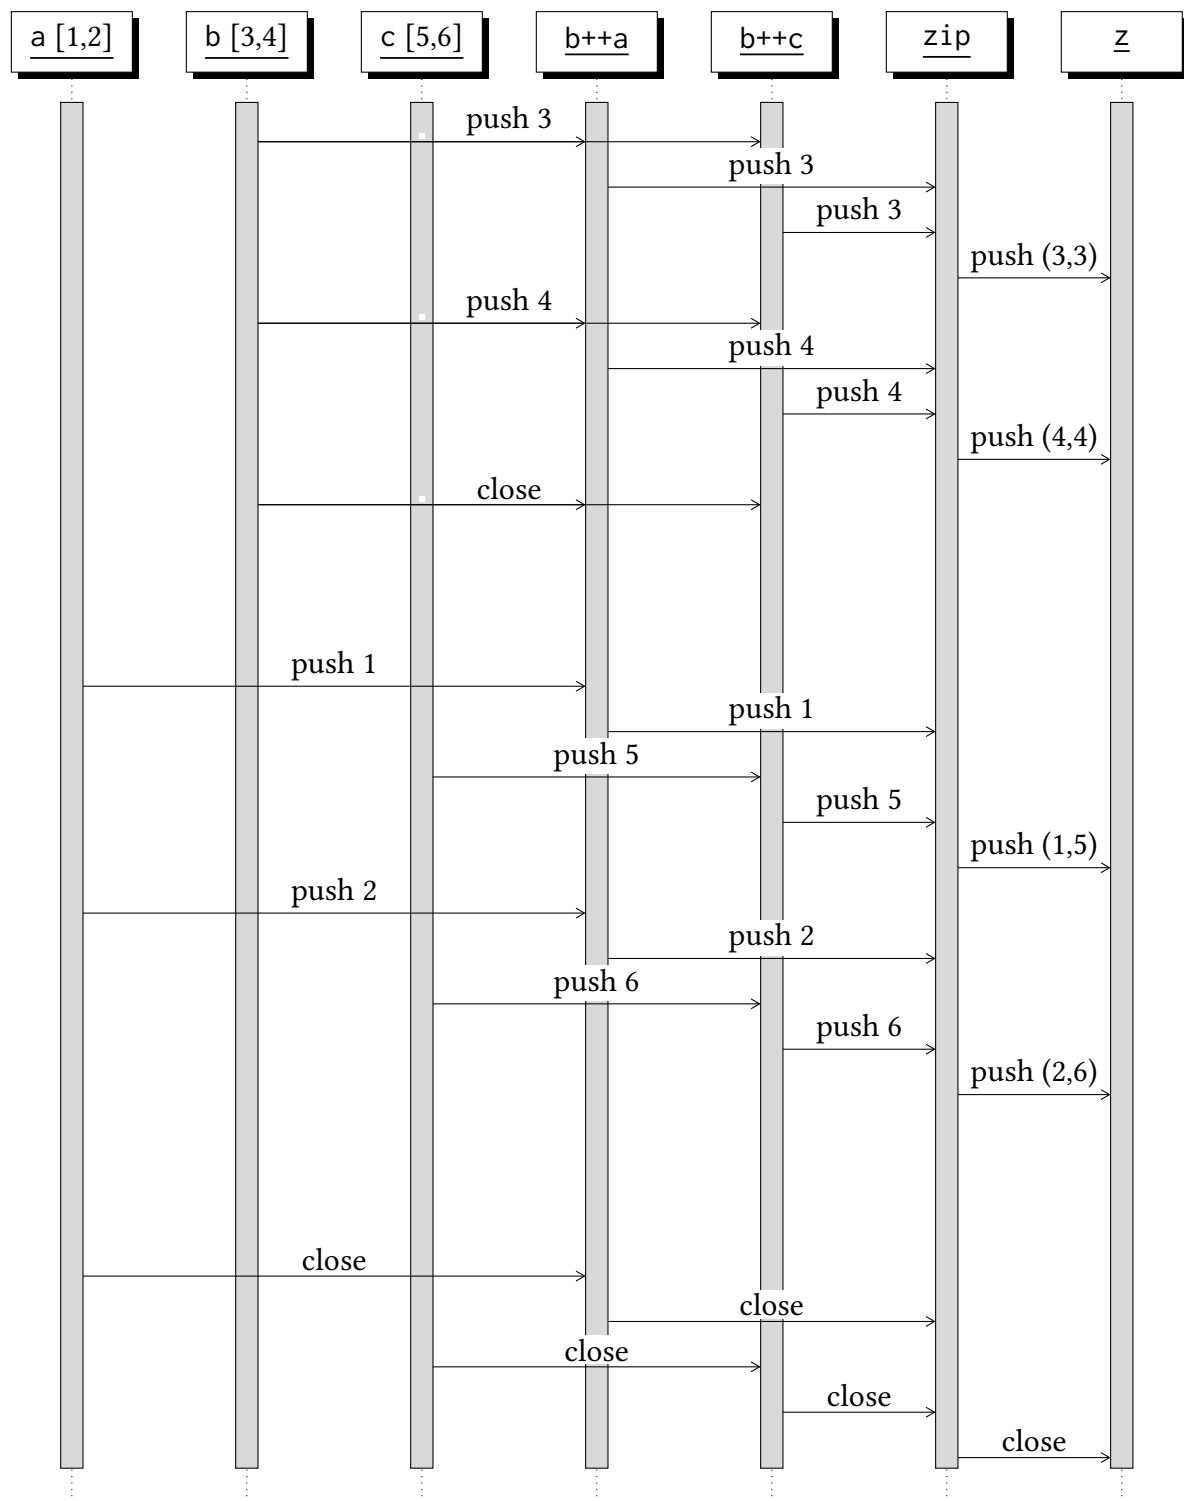 a [1,2]
b [3,4]
c [5,6]
b++a
b++c
zip
z
push 3
push 3
push 3
push (3,3)
push 4
push 4
push 4
push (4,4)
close
push 1
push 1
push 5
push 5
push (1,5)
push 2
push 2
push 6
push 6
push (2,6)
close
close
close
close
close